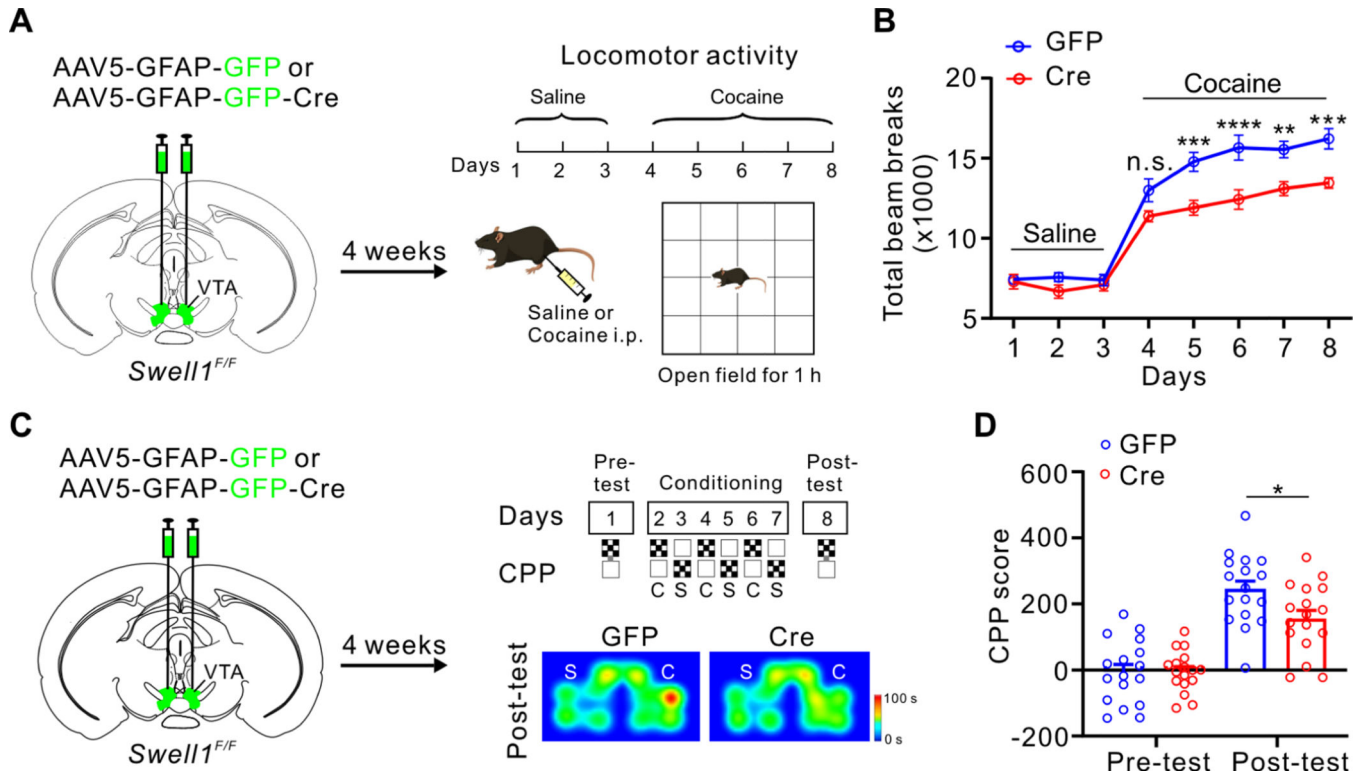 A
AAV5-GFAP-GFP or
AAV5-GFAP-GFP-Cre
VTA
Swell1F/F
4 weeks
Locomotor activity
Saline
Cocaine
Days
1 2 3 4 5 6 7 8
Saline or
Cocaine i.p.
Open field for 1 h
B
GFP
Cre
Total beam breaks
(x1000)
20
15
10
5
Cocaine
n.s.
***
****
**
***
Saline
1 2 3 4 5 6 7 8
Days
C
AAV5-GFAP-GFP or
AAV5-GFAP-GFP-Cre
VTA
Swell1F/F
4 weeks
Pre-
test
Conditioning
Post-
test
Days
1
2 3 4 5 6 7
8
CPP
C S C S C S
Post-test
GFP
Cre
S C
S C
100 s
0 s
D
GFP
Cre
CPP score
600
400
200
0
-200
*
Pre-test
Post-test